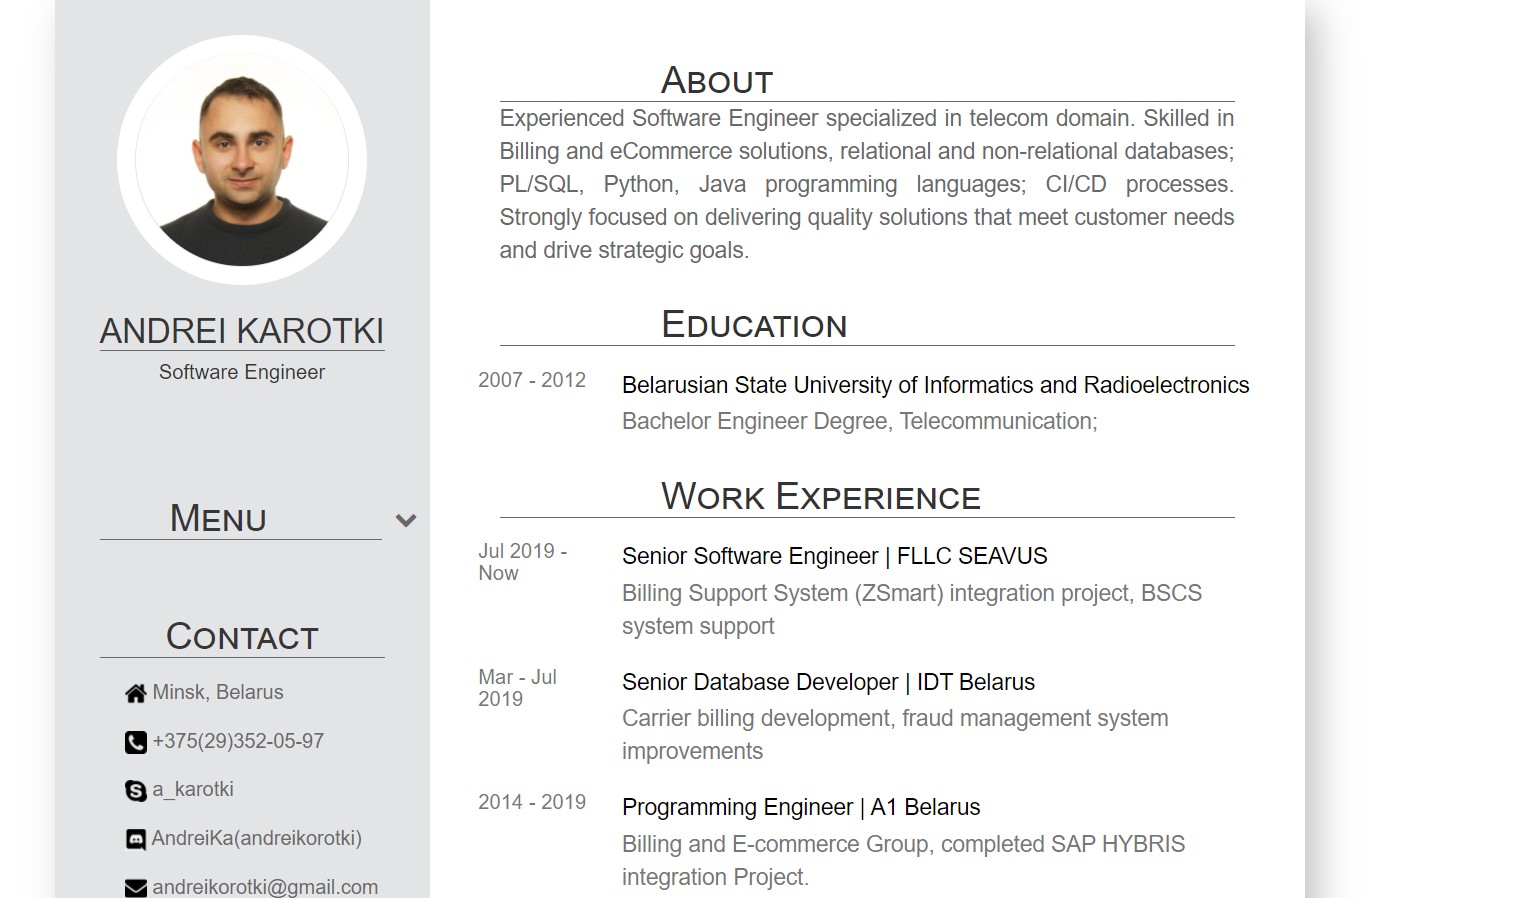 ANDREI KAROTKI
Software Engineer
Menu
Contact
Minsk, Belarus
+375(29)352-05-97
a_karotki
AndreiKa(andreikorotki)
andreikorotki@gmail.com
About
Experienced Software Engineer specialized in telecom domain. Skilled in
Billing and eCommerce solutions, relational and non-relational databases;
PL/SQL, Python, Java programming languages; CI/CD processes.
Strongly focused on delivering quality solutions that meet customer needs
and drive strategic goals.
Education
2007 - 2012
Belarusian State University of Informatics and Radioelectronics
Bachelor Engineer Degree, Telecommunication;
Work Experience
Jul 2019 -
Now
Senior Software Engineer | FLLC SEAVUS
Billing Support System (ZSmart) integration project, BSCS
system support
Mar - Jul
2019
Senior Database Developer | IDT Belarus
Carrier billing development, fraud management system
improvements
2014 - 2019
Programming Engineer | A1 Belarus
Billing and E-commerce Group, completed SAP HYBRIS
integration Project.